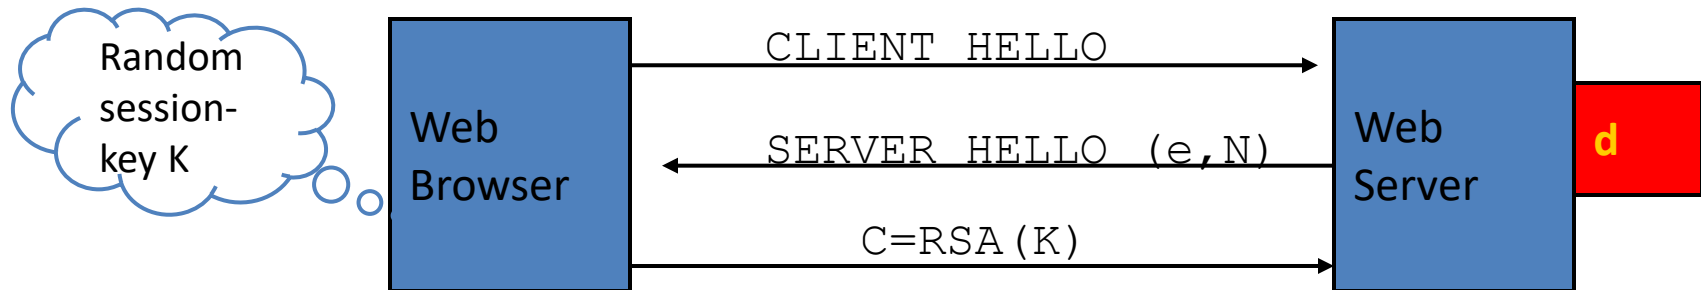 Random
session-
key K
Web
Browser
CLIENT HELLO
SERVER HELLO (e,N)
C=RSA(K)
Web
Server
d